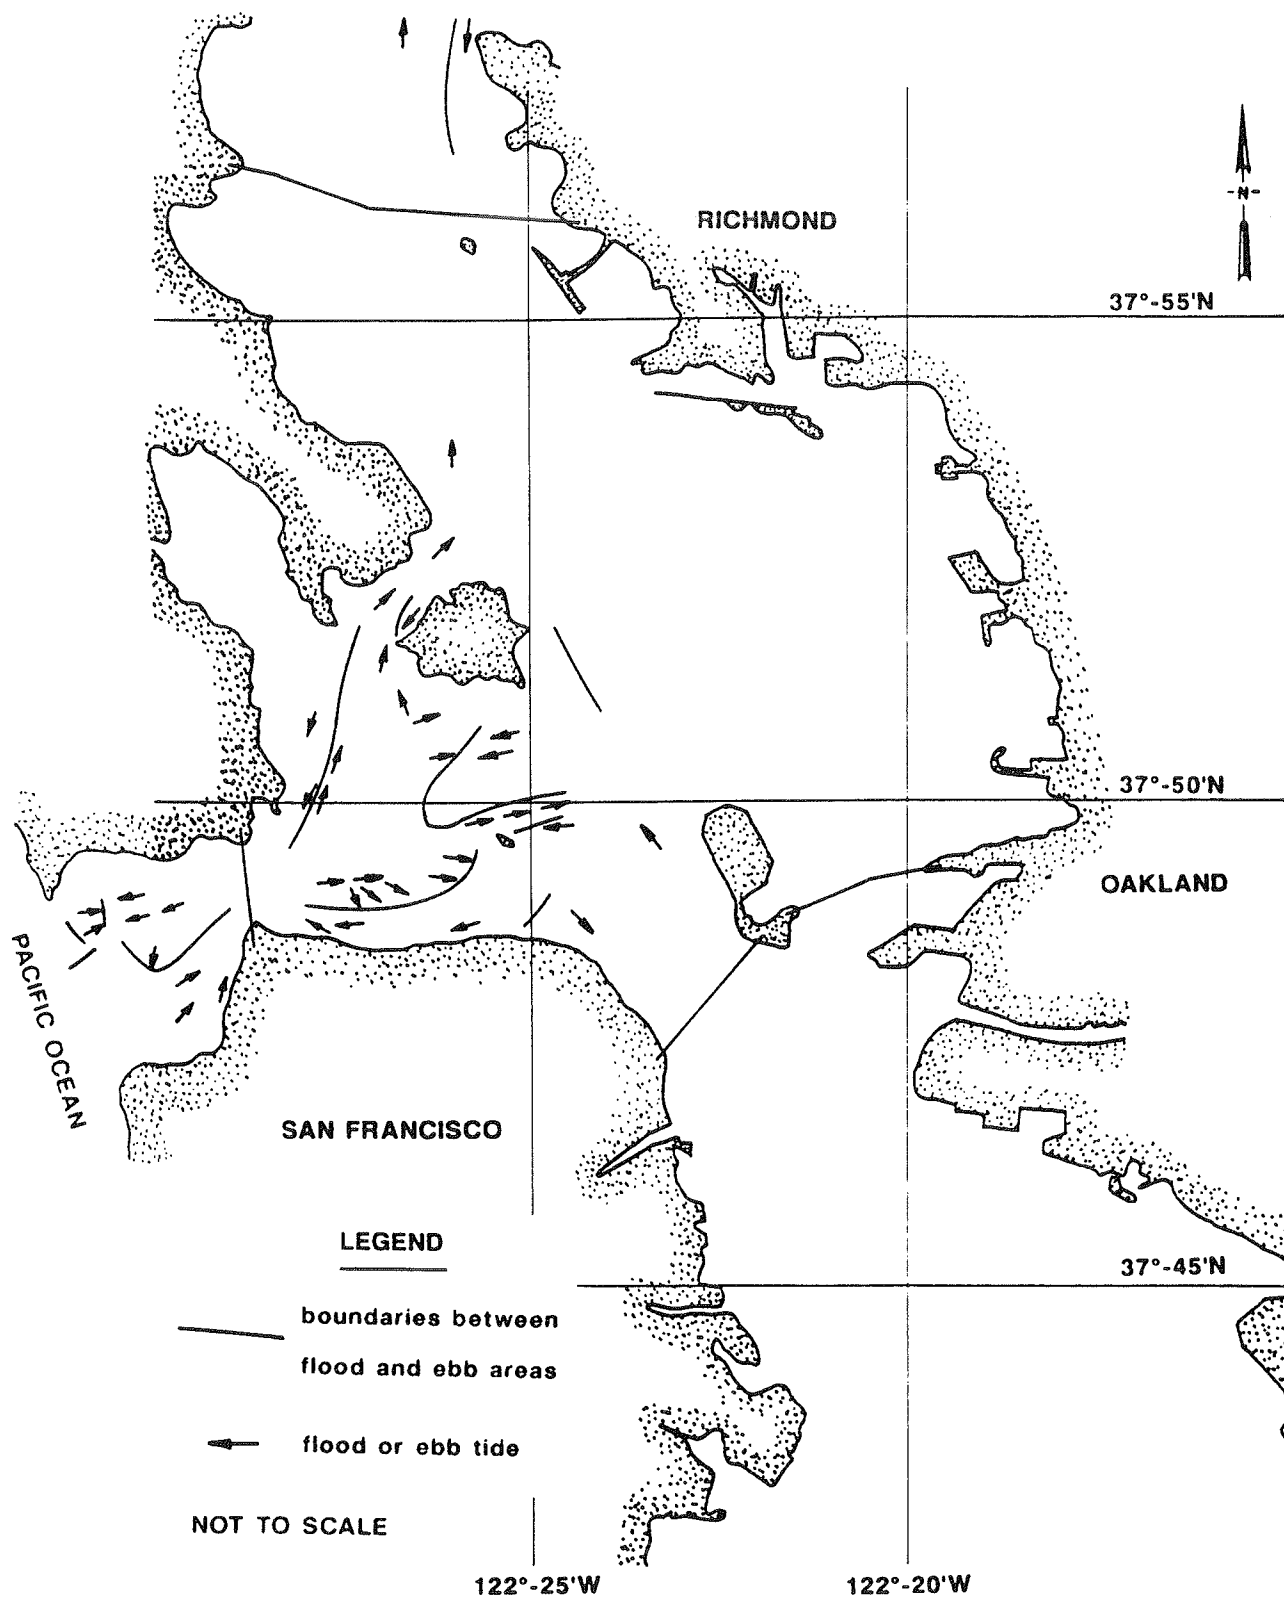 RICHMOND
-N-
37°-55'N
37°-50'N
OAKLAND
PACIFIC OCEAN
SAN FRANCISCO
LEGEND
37°-45'N
boundaries between
flood and ebb areas
flood or ebb tide
NOT TO SCALE
122°-25'W
122°-20'W